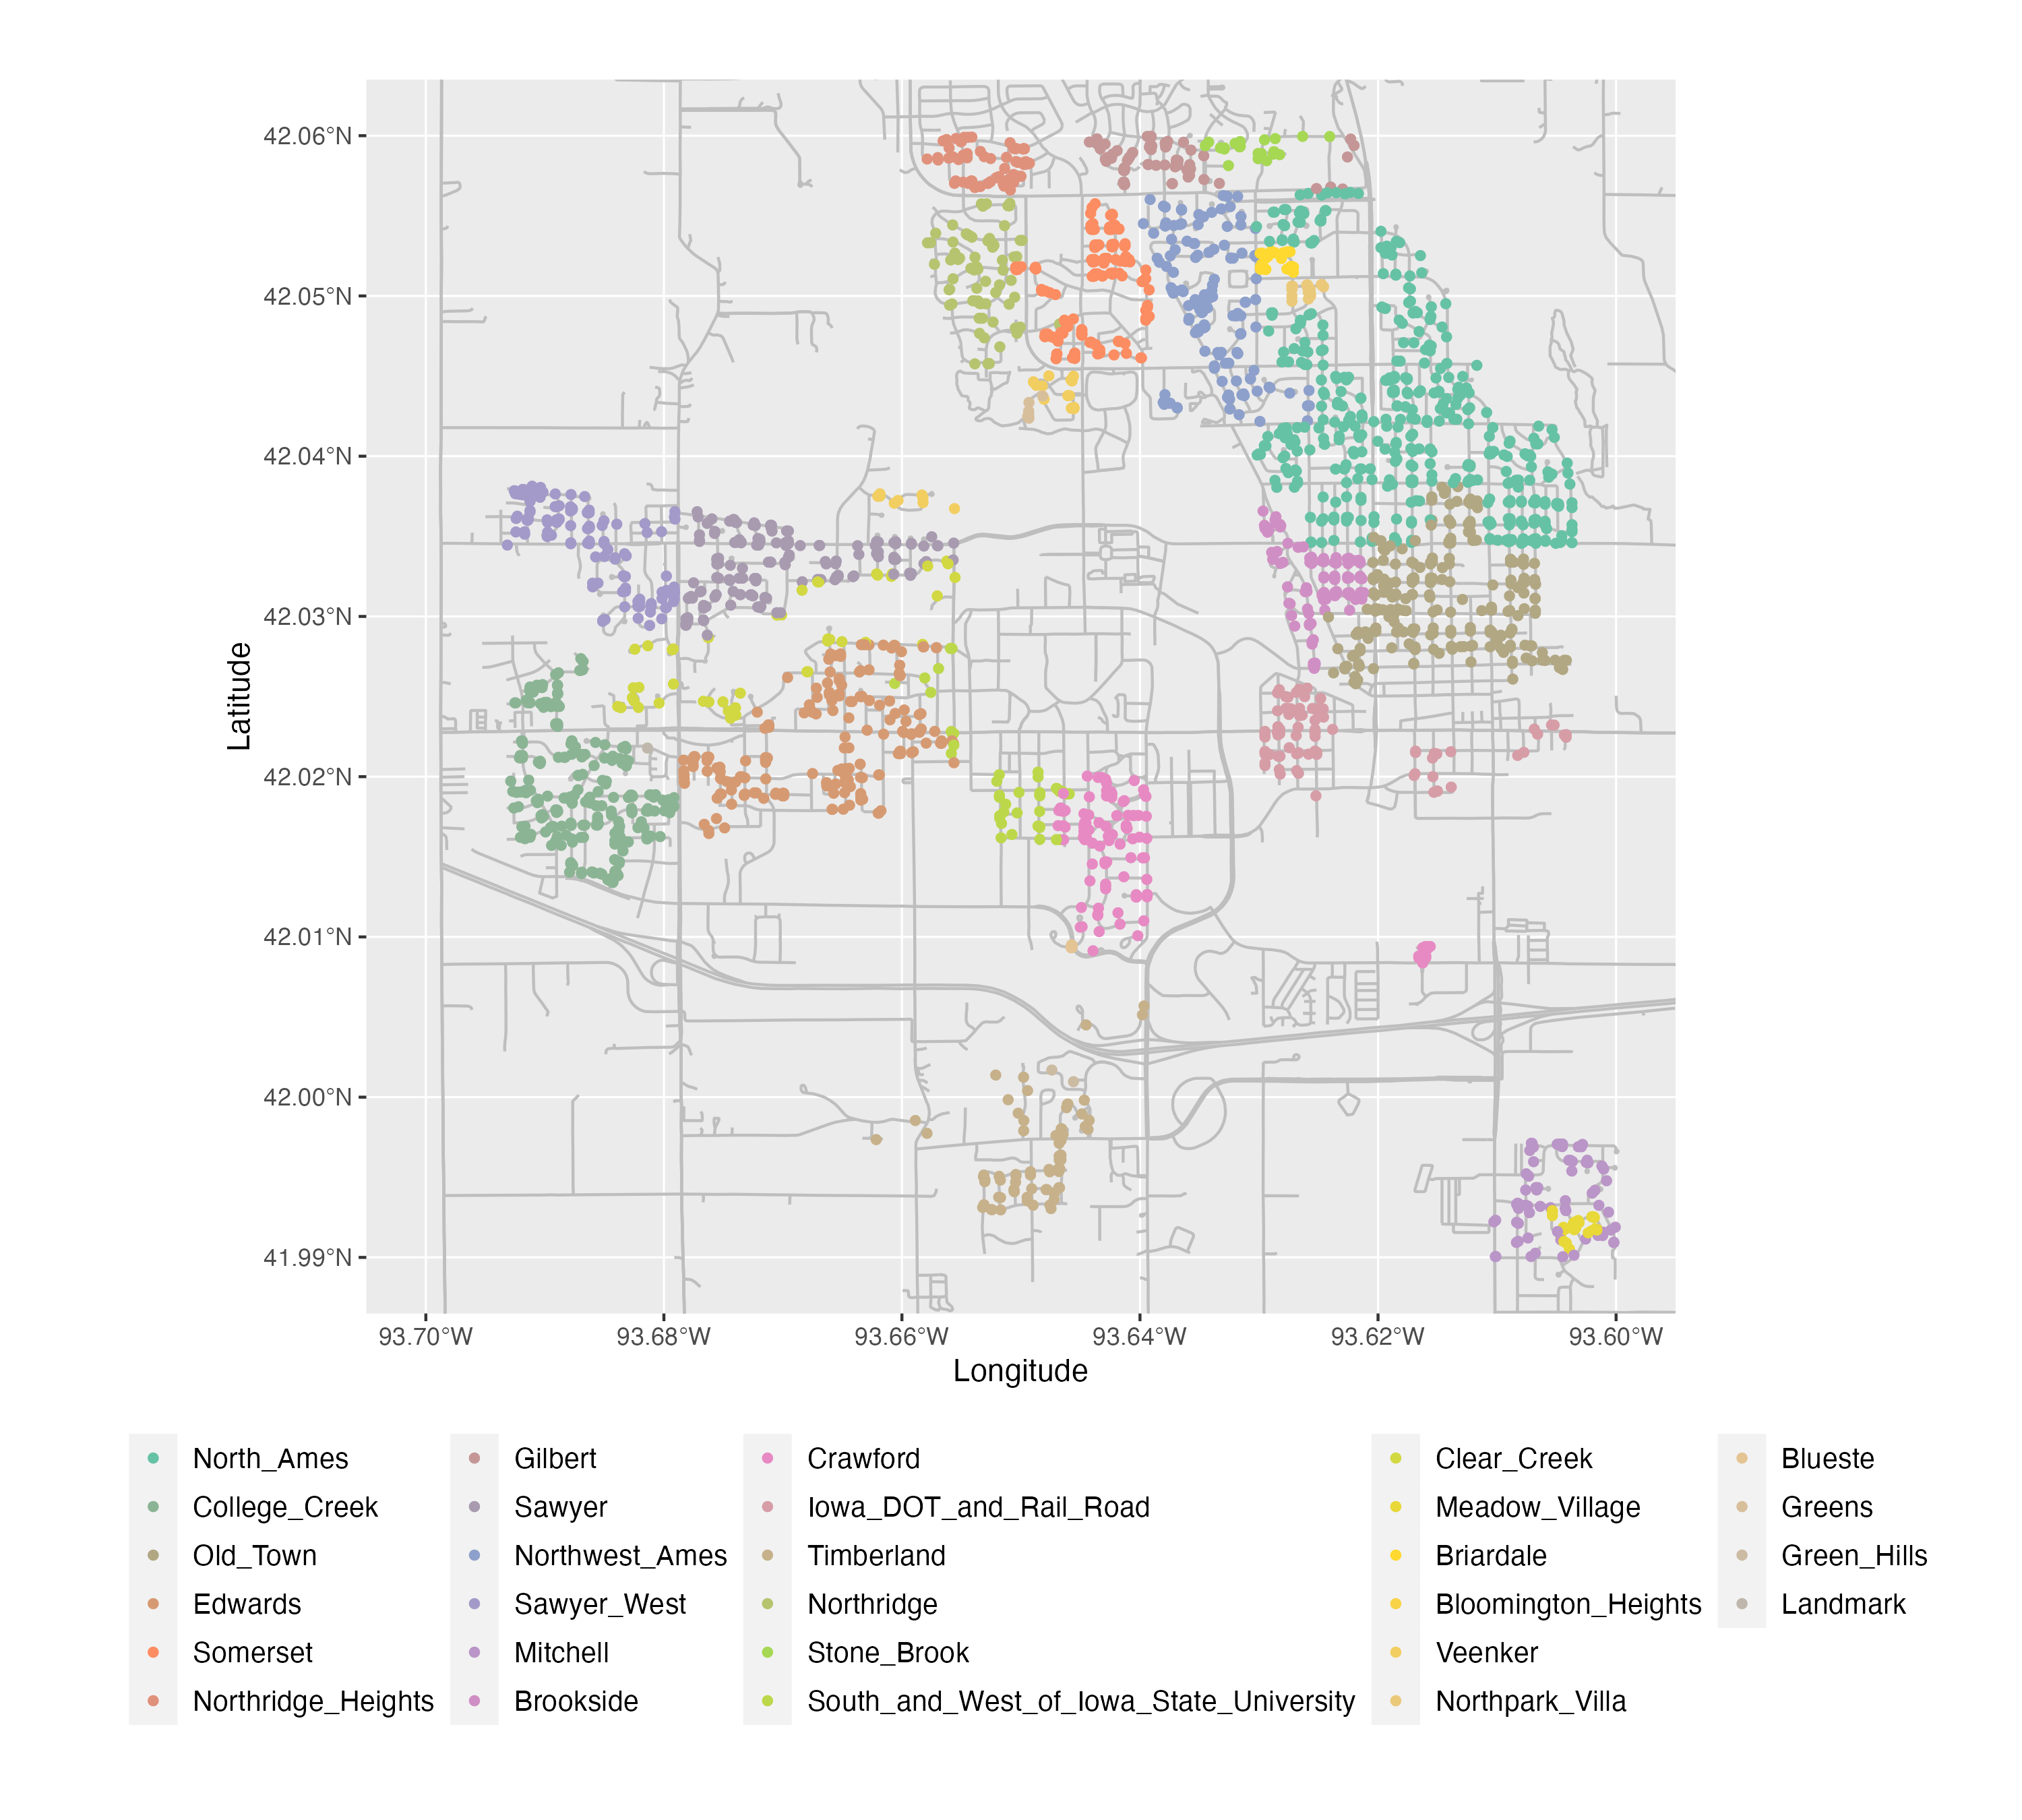 42.06°N
42.05°N
42.04°N
42.03°N
42.02°N
42.01°N
42.00°N
41.99°N
Latitude
93.70°W 93.68°W 93.66°W 93.64°W 93.62°W 93.60°W
Longitude
North_Ames
College_Creek
Old_Town
Edwards
Somerset
Northridge_Heights
Gilbert
Sawyer
Northwest_Ames
Sawyer_West
Mitchell
Brookside
Crawford
Iowa_DOT_and_Rail_Road
Timberland
Northridge
Stone_Brook
South_and_West_of_Iowa_State_University
Clear_Creek
Meadow_Village
Briardale
Bloomington_Heights
Veenker
Northpark_Villa
Blueste
Greens
Green_Hills
Landmark